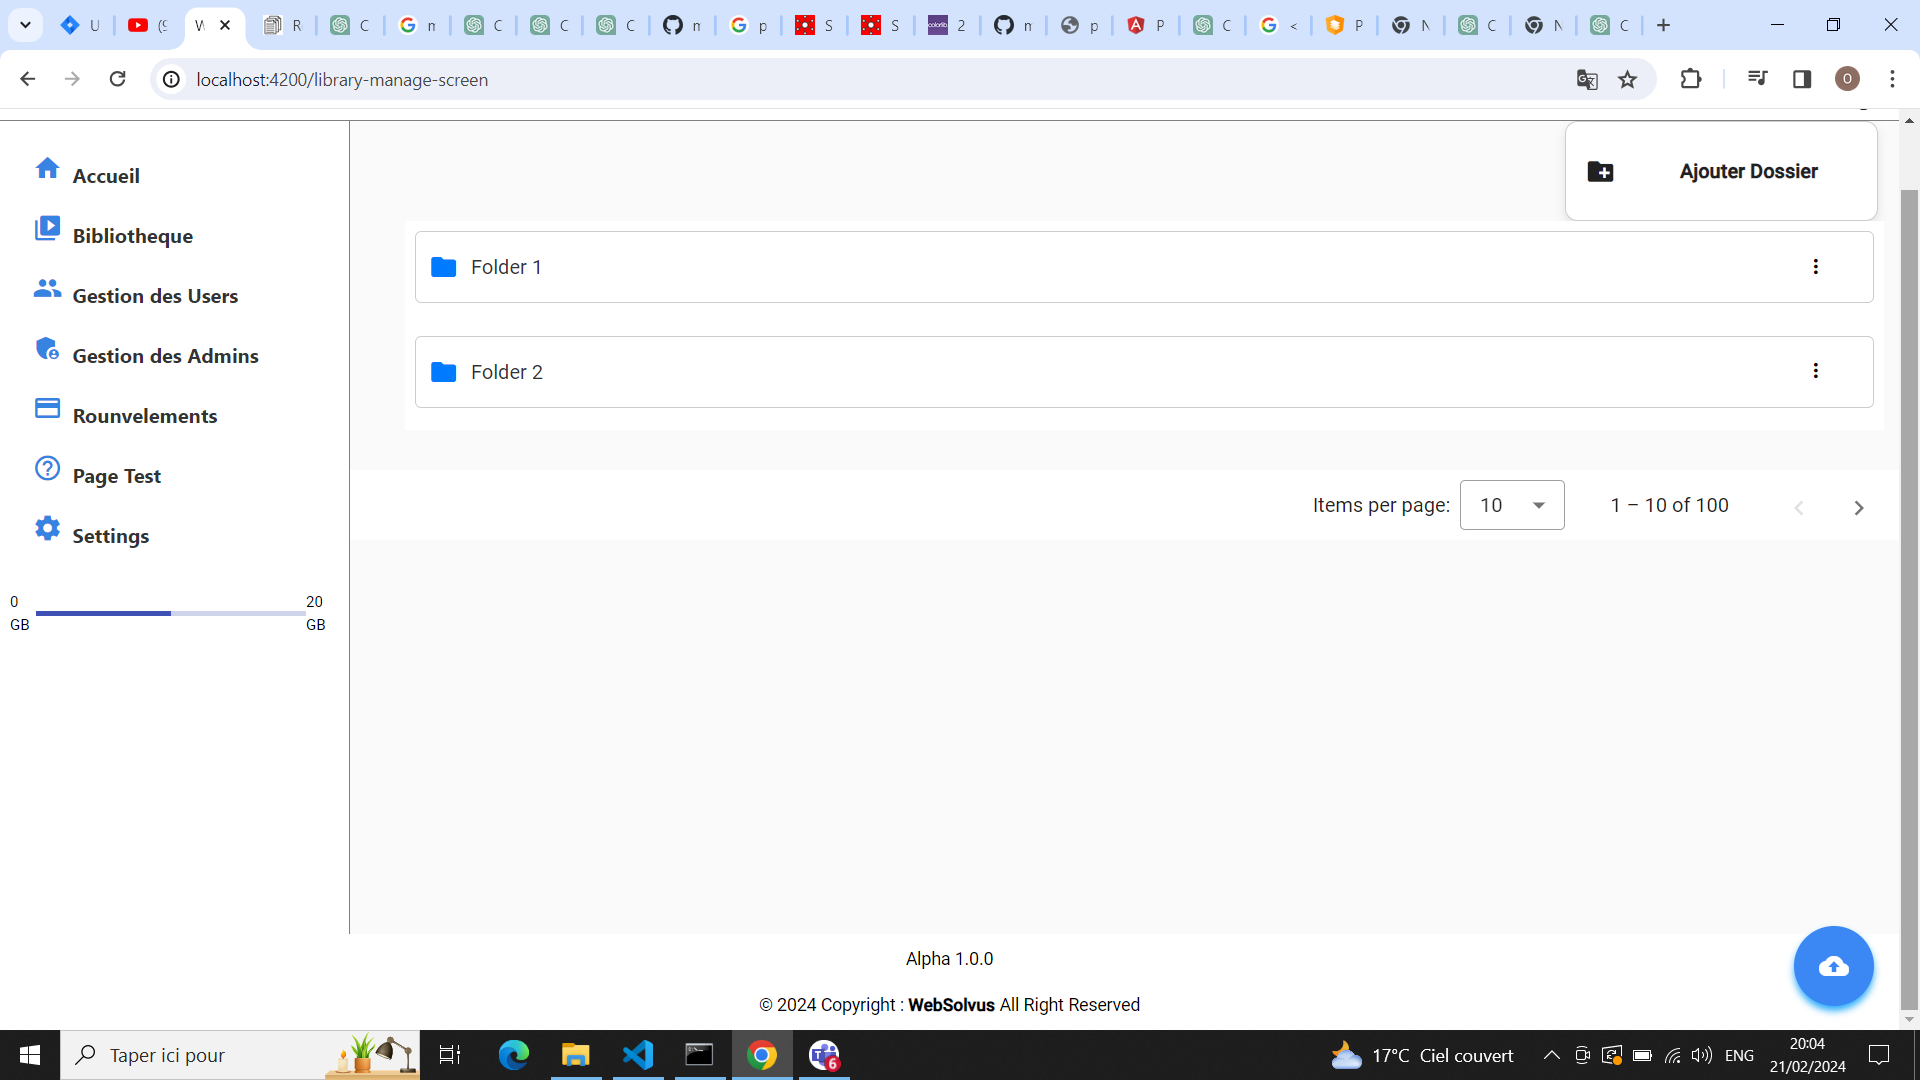 U
(9
W
R
C
n
C
C
C
n
p
S
S
2
n
p
P
C
<
P
N
C
N
C
localhost:4200/library-manage-screen
O
Accueil
Bibliotheque
Gestion des Users
Gestion des Admins
Rounvelements
Page Test
Settings
0 GB
20 GB
Ajouter Dossier
Folder 1
Folder 2
Items per page: 10 1 – 10 of 100
Alpha 1.0.0
© 2024 Copyright : WebSolvus All Right Reserved
Taper ici pour
6
17°C Ciel couvert
ENG
20:04
21/02/2024